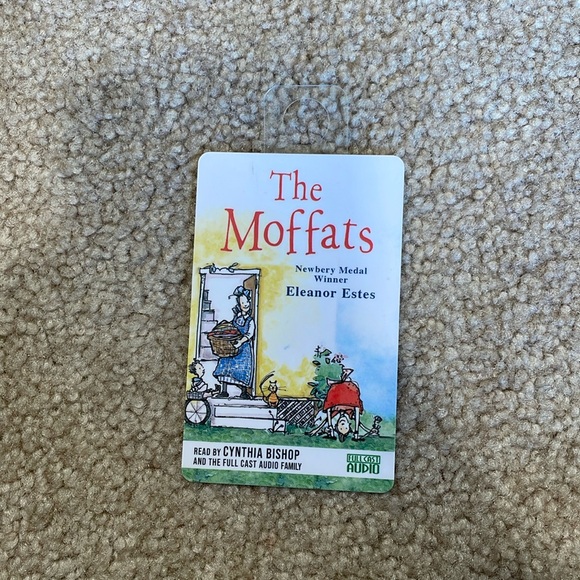 The
Moffats
Newbery Medal
Winner
Eleanor Estes
READ BY CYNTHIA BISHOP
AND THE FULL CAST AUDIO FAMILY
FULL CAST
AUDIO